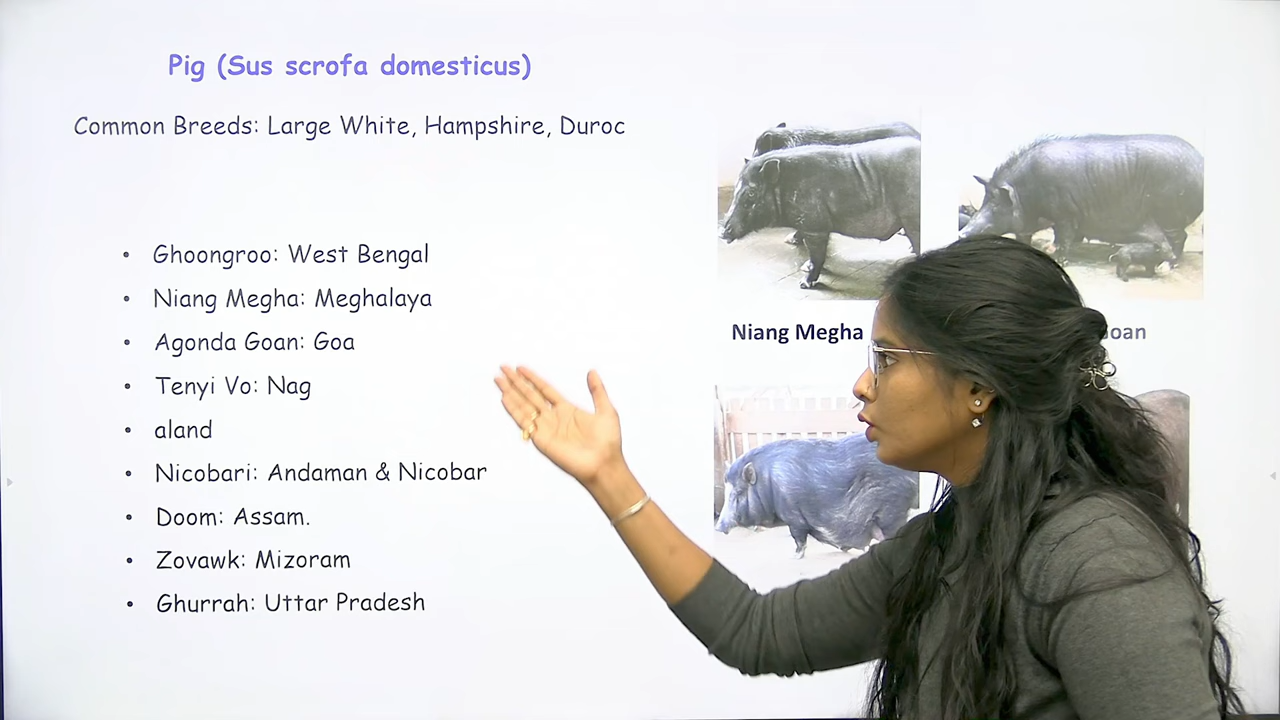 Pig (Sus scrofa domesticus)
Common Breeds: Large White, Hampshire, Duroc
• Ghoongroo: West Bengal
• Niang Megha: Meghalaya
• Agonda Goan: Goa
• Tenyi Vo: Nag
• aland
• Nicobari: Andaman & Nicobar
• Doom: Assam.
• Zovawk: Mizoram
• Ghurrah: Uttar Pradesh
Niang Megha